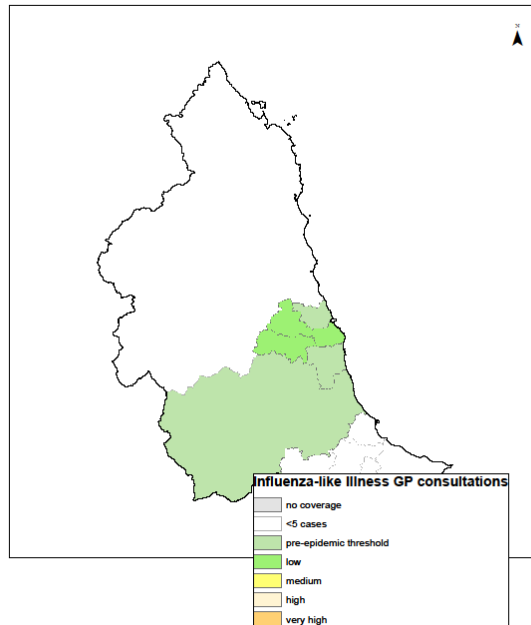 Influenza-like Illness GP consultations
no coverage
<5 cases
pre-epidemic threshold
low
medium
high
very high